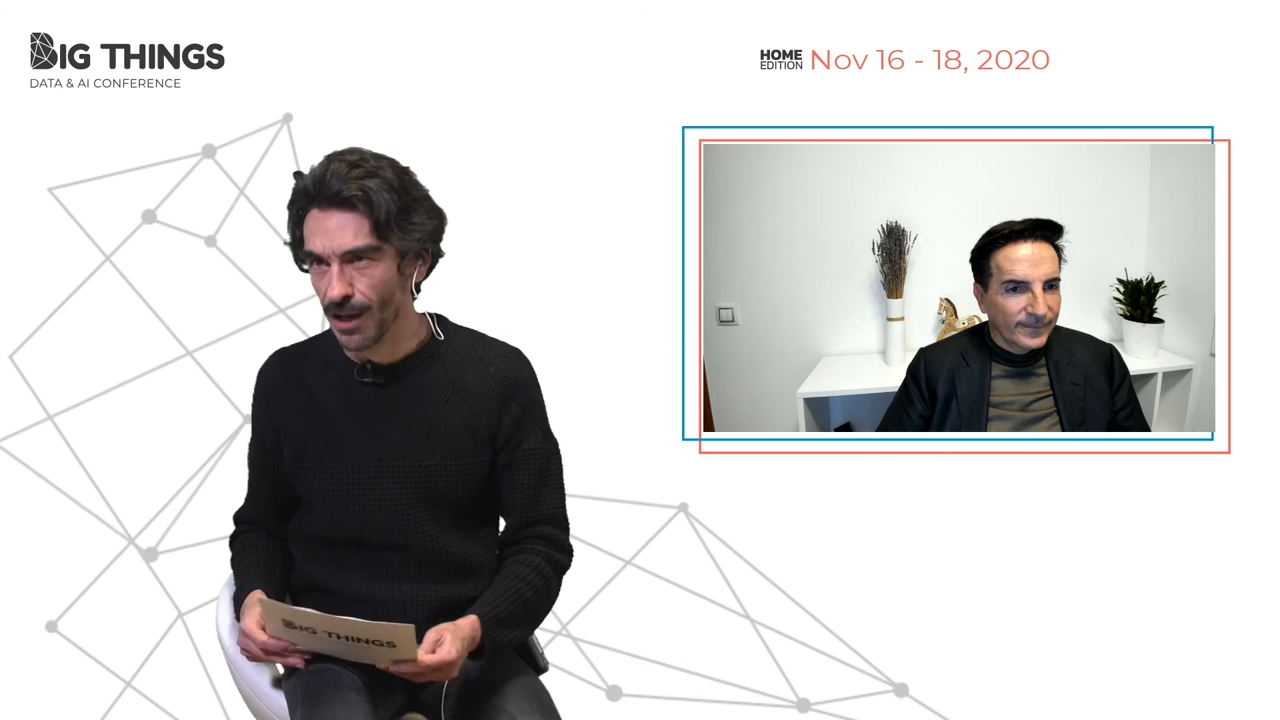 BIG THINGS
DATA & AI CONFERENCE
HOME
EDITION
Nov 16 - 18, 2020
BIG THINGS